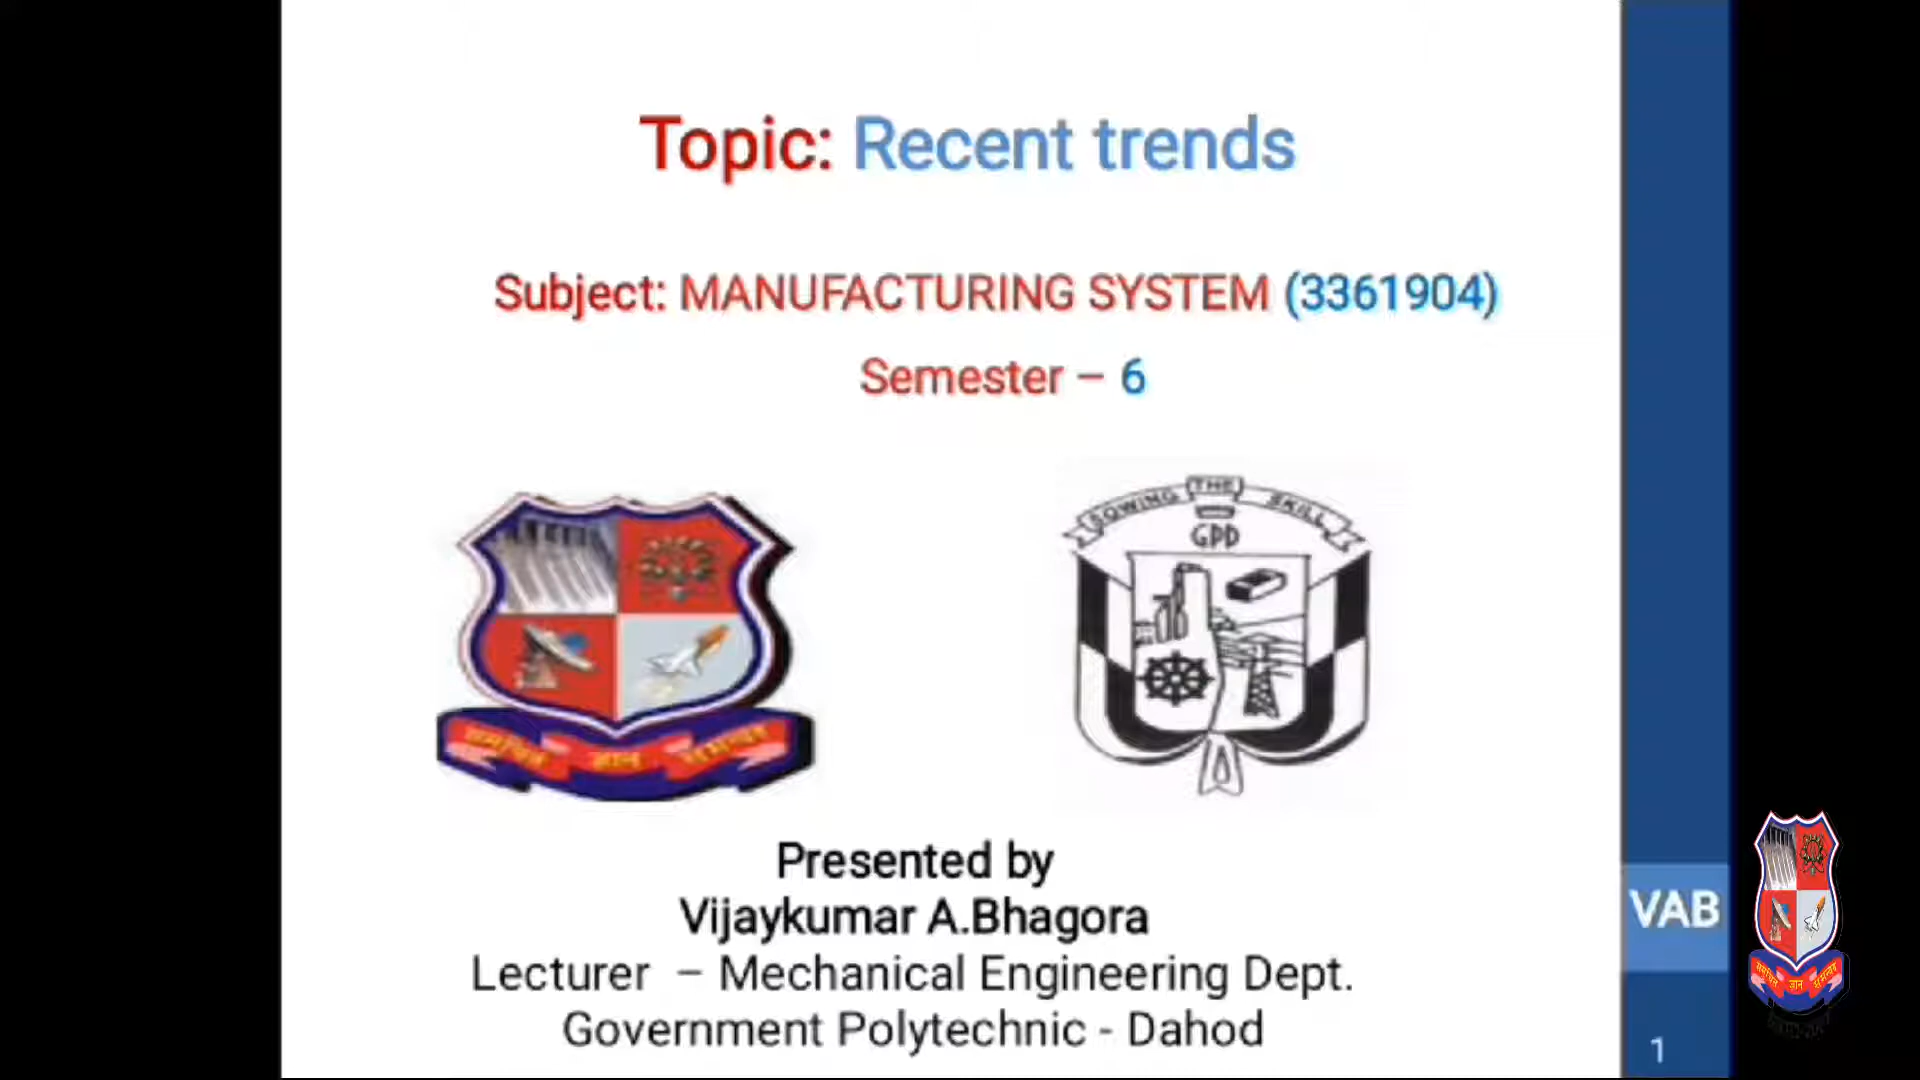 Topic: Recent trends
Subject: MANUFACTURING SYSTEM (3361904)
Semester – 6
SOWING THE SKILL
GPD
Presented by
Vijaykumar A.Bhagora
Lecturer – Mechanical Engineering Dept.
Government Polytechnic - Dahod
VAB
ज्ञान
1